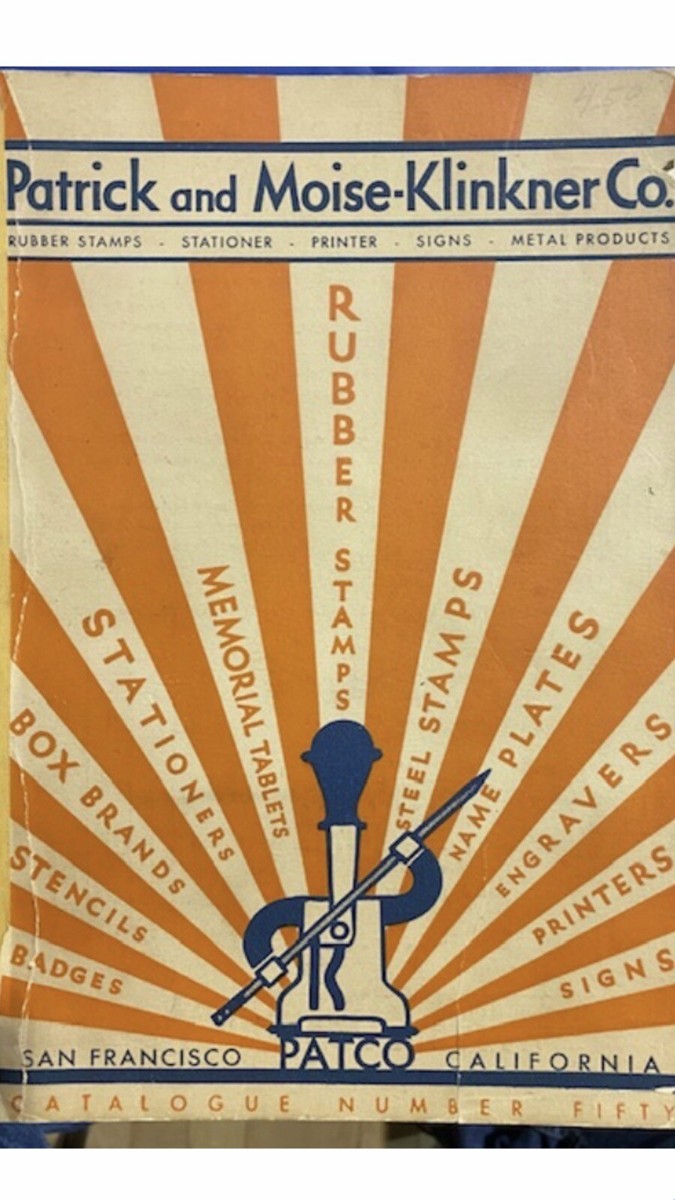 Patrick and Moise-Klinkner Co.
RUBBER STAMPS - STATIONER - PRINTER - SIGNS - METAL PRODUCTS
BADGES
STENCILS
BOX BRANDS
STATIONERS
MEMORIAL TABLETS
RUBBER STAMPS
STEEL STAMPS
NAME PLATES
ENGRAVERS
PRINTERS
SIGNS
SAN FRANCISCO PATCO CALIFORNIA
CATALOGUE NUMBER FIFTY